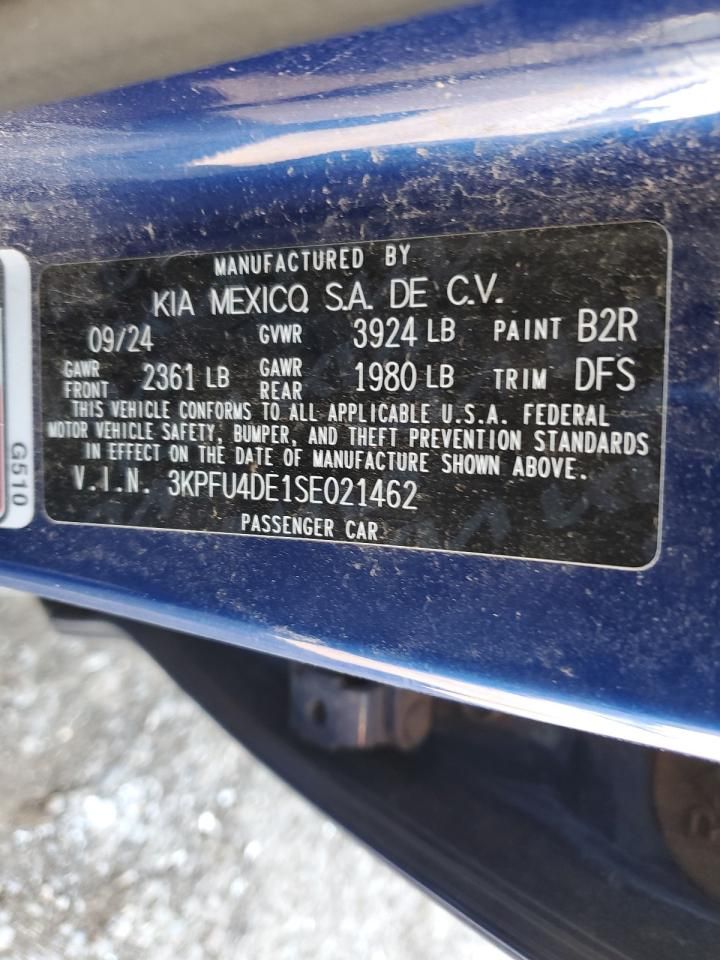 MANUFACTURED BY
KIA MEXICO, S.A. DE C.V.
09/24 GVWR 3924 LB PAINT B2R
GAWR FRONT 2361 LB GAWR REAR 1980 LB TRIM DFS
THIS VEHICLE CONFORMS TO ALL APPLICABLE U.S.A. FEDERAL
MOTOR VEHICLE SAFETY, BUMPER, AND THEFT PREVENTION STANDARDS
IN EFFECT ON THE DATE OF MANUFACTURE SHOWN ABOVE.
V.I.N. 3KPFU4DE1SE021462
PASSENGER CAR
G510